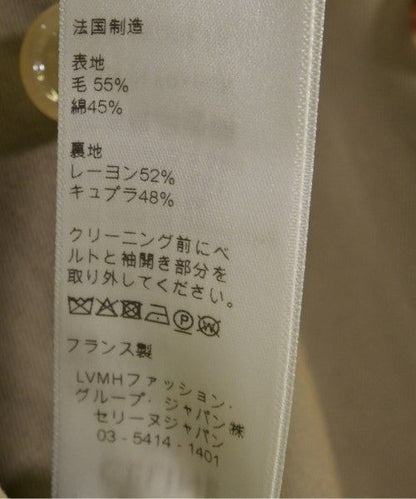 法国制造
表地
毛 55%
綿45%
裏地
レーヨン52%
キュプラ48%
クリーニング前にベ
ルトと袖開き部分を
取り外してください。
フランス製
LVMHファッション・
グループ・ジャパン㈱
セリーヌジャパン
03 - 5414 - 1401